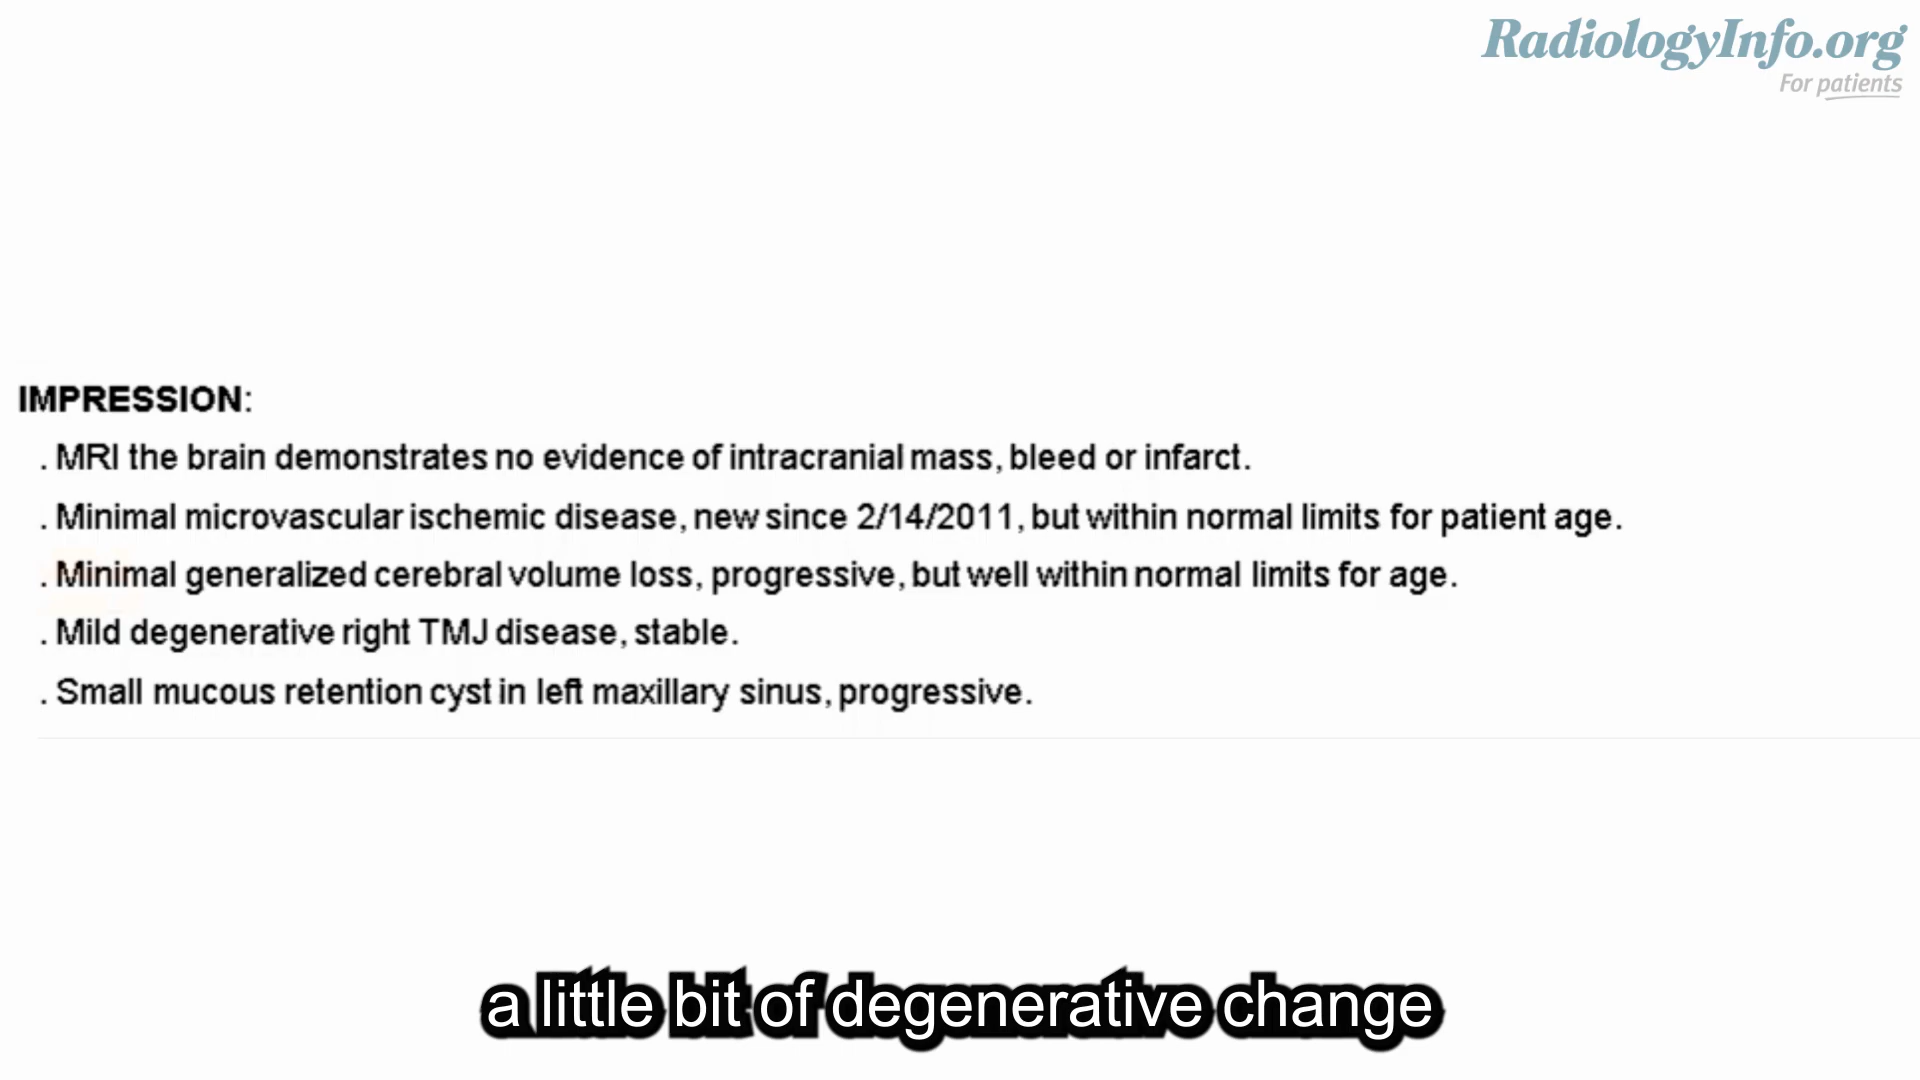 RadiologyInfo.org
For patients
IMPRESSION:
. MRI the brain demonstrates no evidence of intracranial mass, bleed or infarct.
. Minimal microvascular ischemic disease, new since 2/14/2011, but within normal limits for patient age.
. Minimal generalized cerebral volume loss, progressive, but well within normal limits for age.
. Mild degenerative right TMJ disease, stable.
. Small mucous retention cyst in left maxillary sinus, progressive.
a little bit of degenerative change